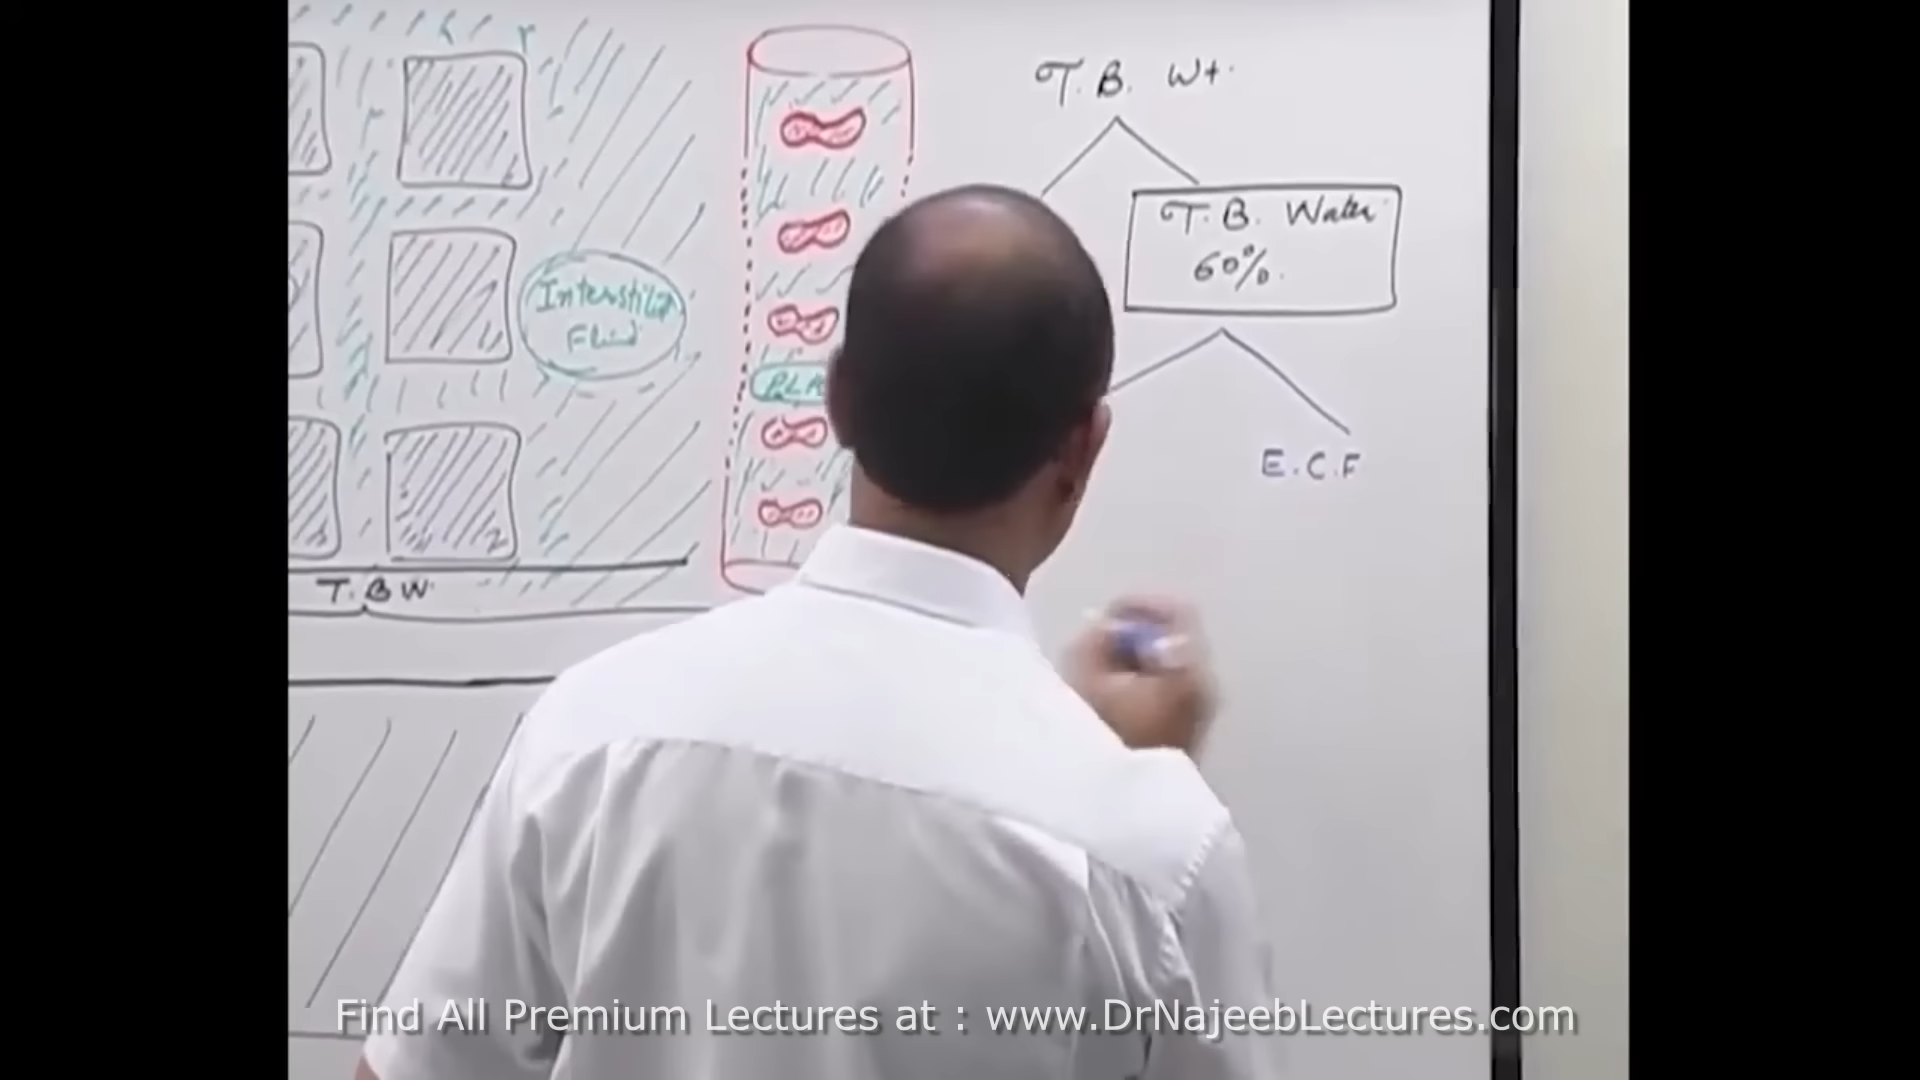 T. B. Wt.
T. B. Water
60%.
Interstitial
Fluid
E.C.F
T. B W.
Find All Premium Lectures at : www.DrNajeebLectures.com